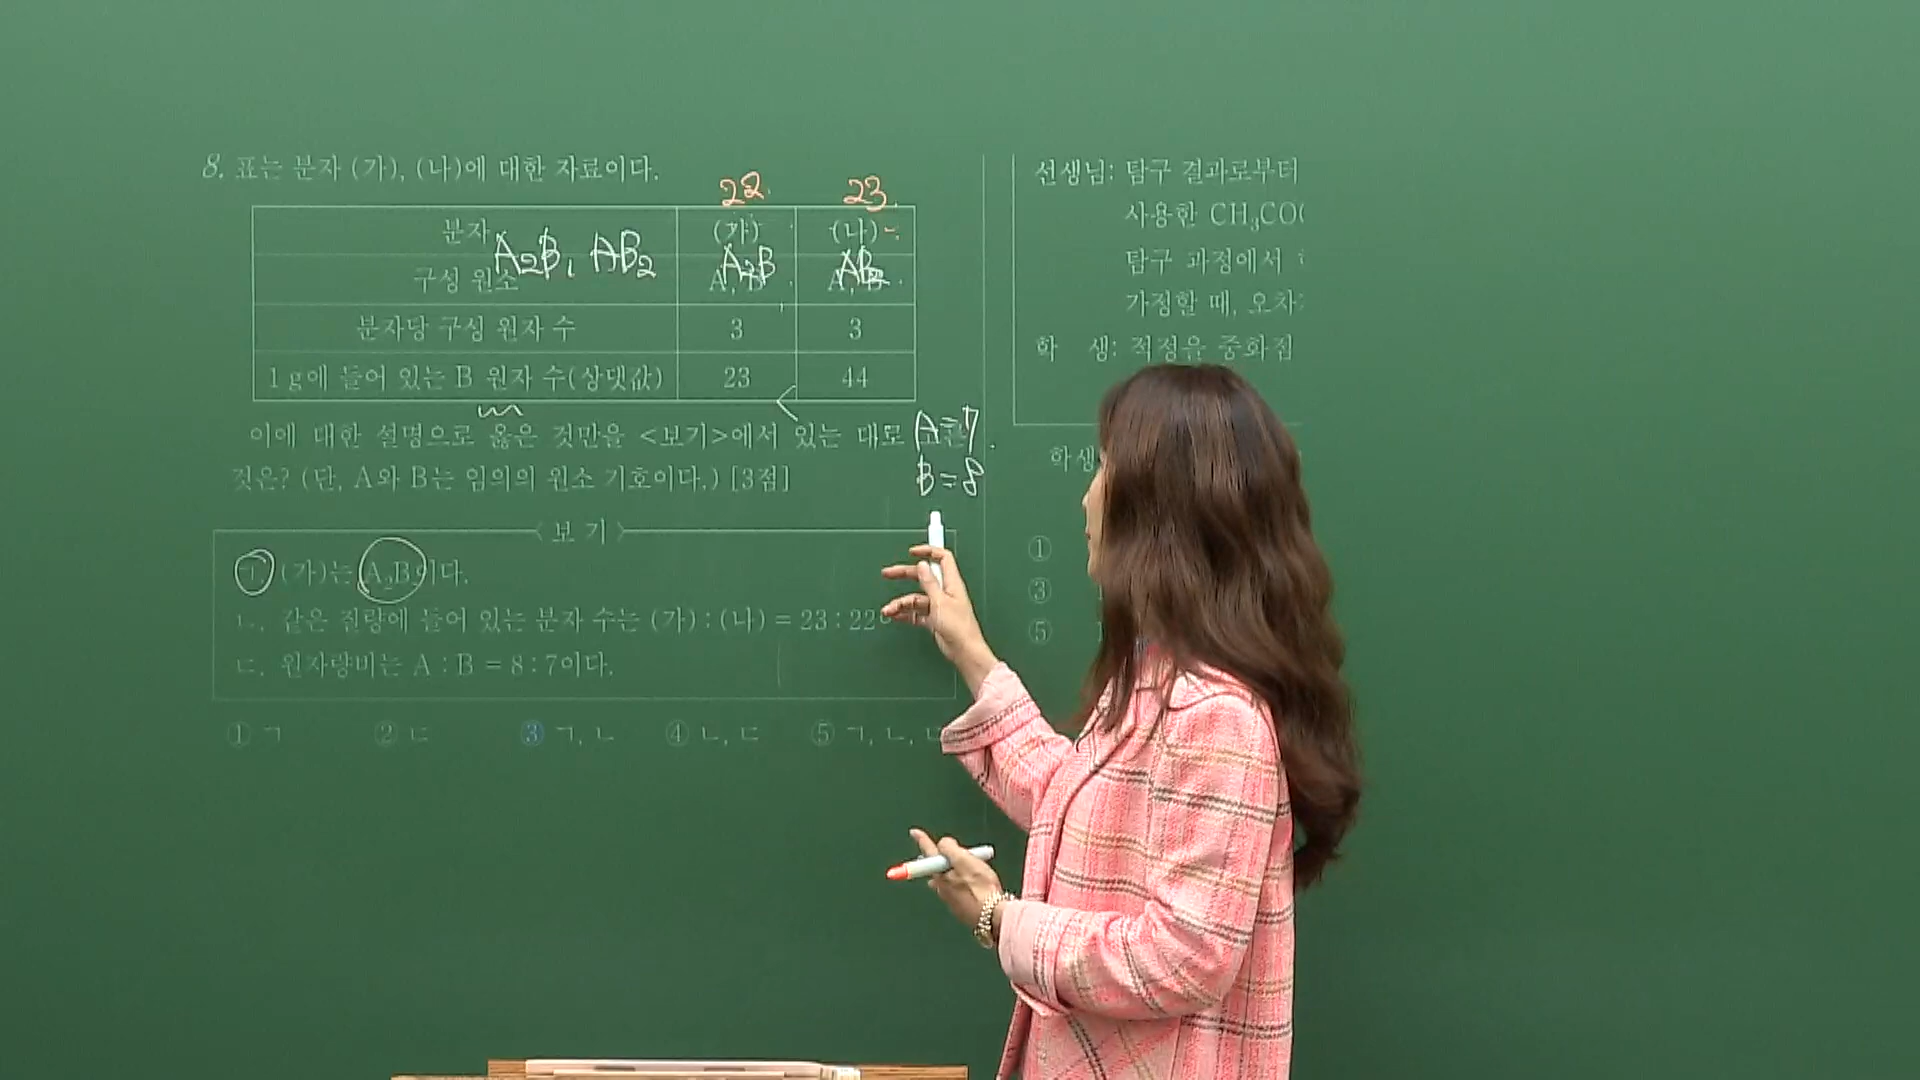 8. 표는 분자 (가), (나)에 대한 자료이다.
22. 23.
분자 (가) (나)
A₂B, AB₂ A₂B AB₂
구성 원소 A, B A, B
분자당 구성 원자 수 3 3
1 g에 들어 있는 B 원자 수(상댓값) 23 44
이에 대한 설명으로 옳은 것만을 <보기>에서 있는 대로
A=7
것은? (단, A와 B는 임의의 원소 기호이다.) [3점]
B=8
<보 기>
ㄱ. (가)는 A₂B이다.
ㄴ. 같은 질량에 들어 있는 분자 수는 (가) : (나) = 23 : 22
ㄷ. 원자량비는 A : B = 8 : 7이다.
① ㄱ ② ㄷ ③ ㄱ, ㄴ ④ ㄴ, ㄷ ⑤ ㄱ, ㄴ, ㄷ
선생님: 탐구 결과로부터
사용한 CH₃CO
탐구 과정에서
가정할 때, 오차
학 생: 적정을 중화점
학생
①
③
⑤